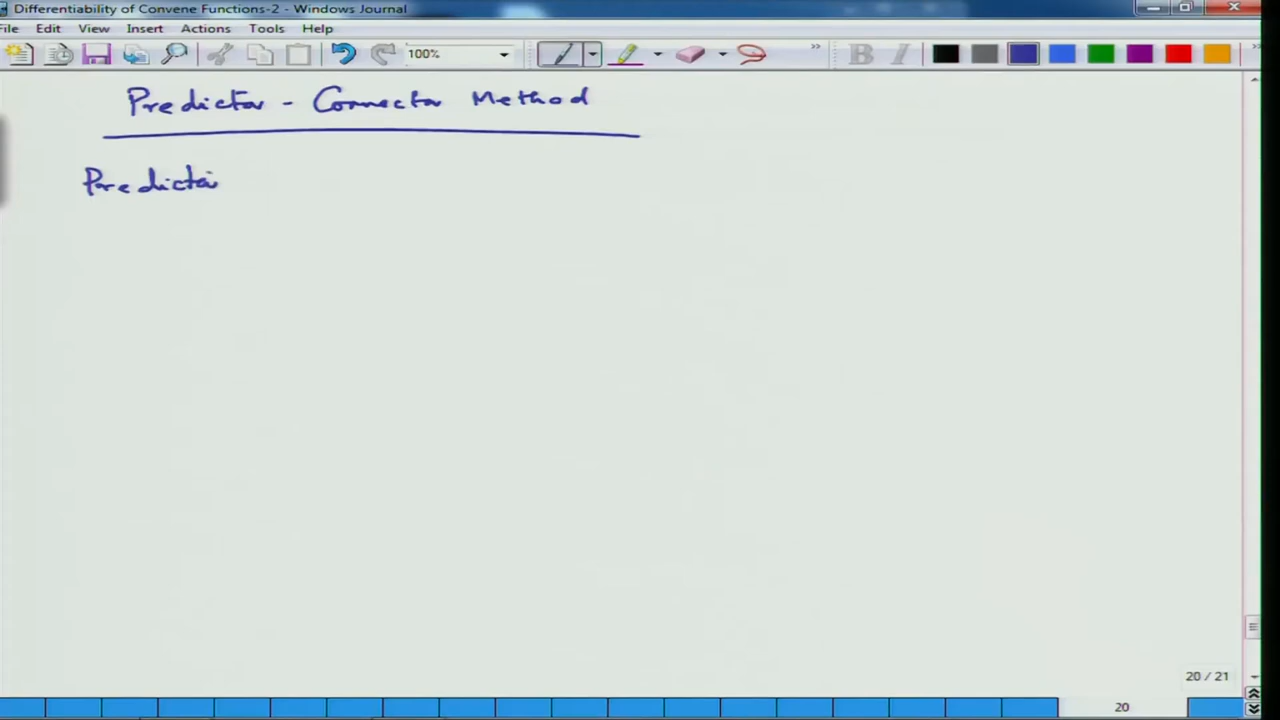 Differentiability of Convene Functions-2 - Windows Journal
File Edit View Insert Actions Tools Help
100%
B I
Predictor - Corrector Method
Predictor
20 / 21
20